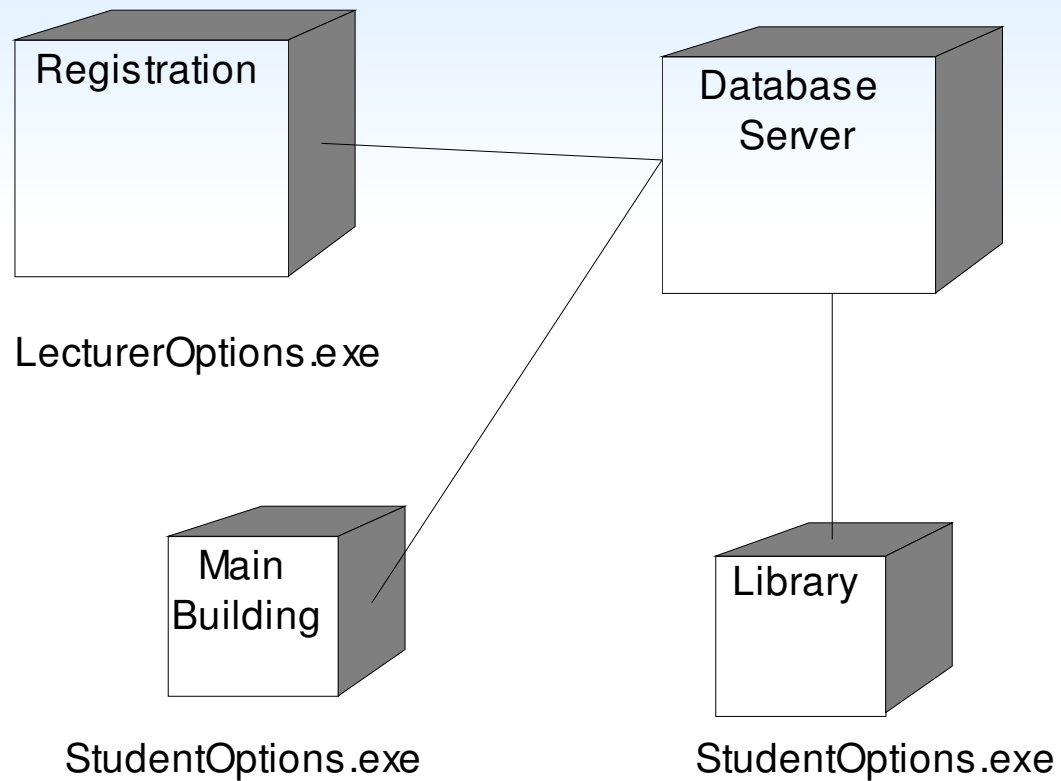 Registration
Database
Server
LecturerOptions.exe
Main
Building
Library
StudentOptions.exe
StudentOptions.exe